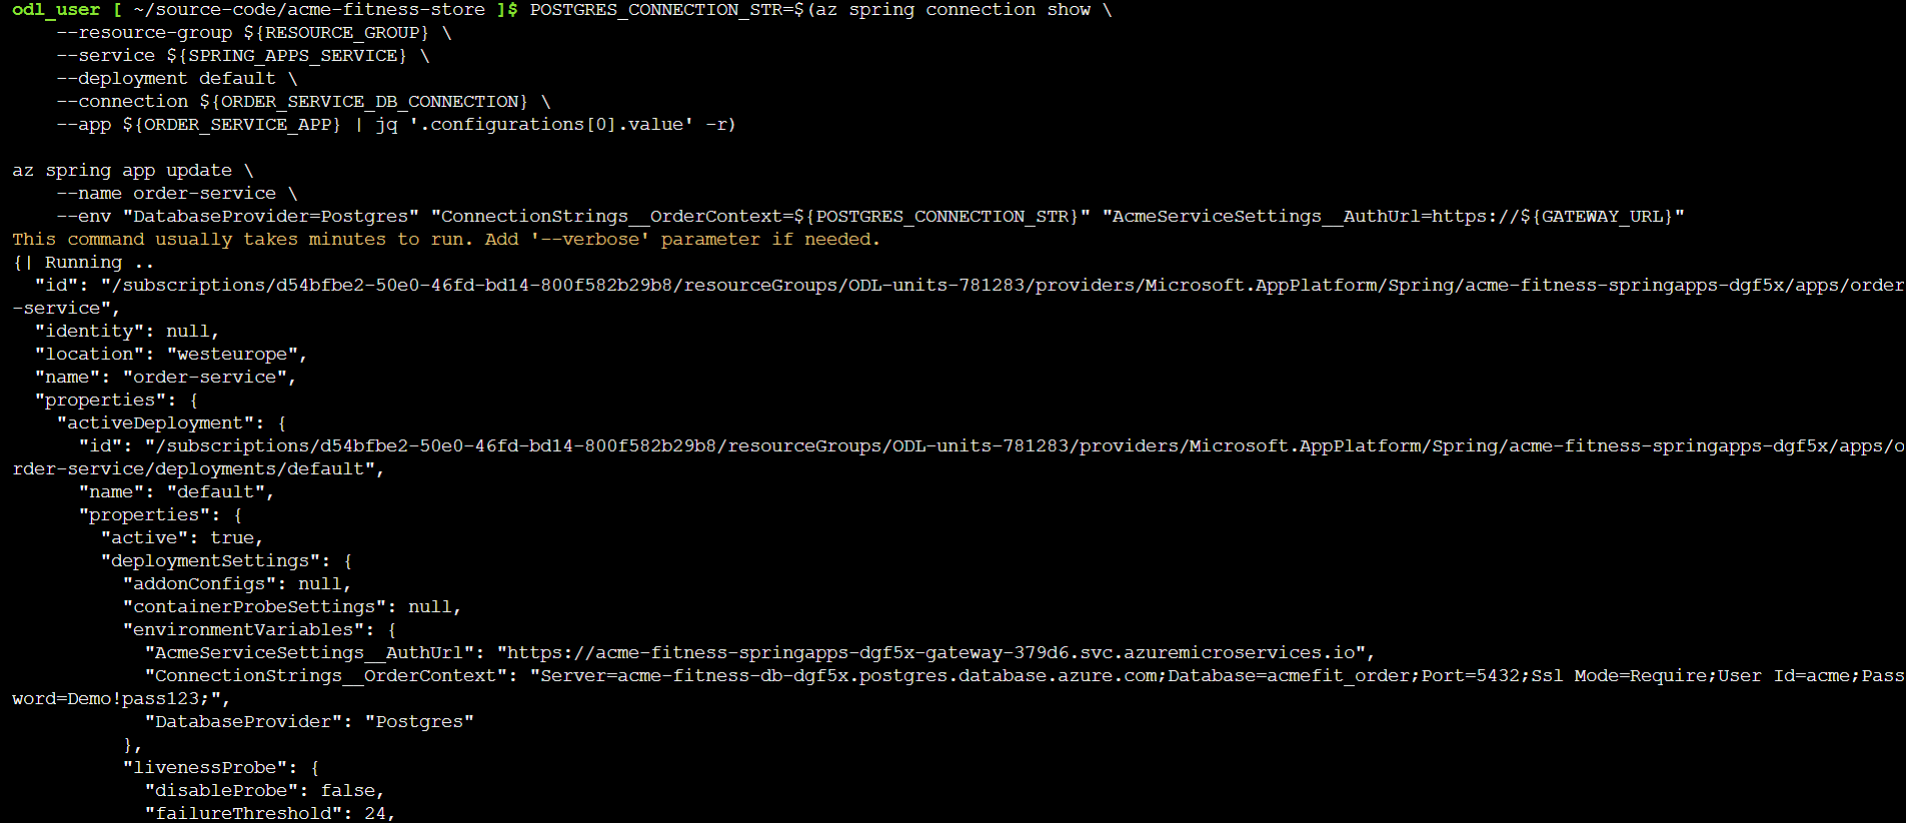 odl_user [ ~/source-code/acme-fitness-store ]$ POSTGRES_CONNECTION_STR=$(az spring connection show \
    --resource-group ${RESOURCE_GROUP} \
    --service ${SPRING_APPS_SERVICE} \
    --deployment default \
    --connection ${ORDER_SERVICE_DB_CONNECTION} \
    --app ${ORDER_SERVICE_APP} | jq '.configurations[0].value' -r)

az spring app update \
    --name order-service \
    --env "DatabaseProvider=Postgres" "ConnectionStrings__OrderContext=${POSTGRES_CONNECTION_STR}" "AcmeServiceSettings__AuthUrl=https://${GATEWAY_URL}"
This command usually takes minutes to run. Add '--verbose' parameter if needed.
{| Running ..
  "id": "/subscriptions/d54bfbe2-50e0-46fd-bd14-800f582b29b8/resourceGroups/ODL-units-781283/providers/Microsoft.AppPlatform/Spring/acme-fitness-springapps-dgf5x/apps/order
-service",
  "identity": null,
  "location": "westeurope",
  "name": "order-service",
  "properties": {
    "activeDeployment": {
      "id": "/subscriptions/d54bfbe2-50e0-46fd-bd14-800f582b29b8/resourceGroups/ODL-units-781283/providers/Microsoft.AppPlatform/Spring/acme-fitness-springapps-dgf5x/apps/o
rder-service/deployments/default",
      "name": "default",
      "properties": {
        "active": true,
        "deploymentSettings": {
          "addonConfigs": null,
          "containerProbeSettings": null,
          "environmentVariables": {
            "AcmeServiceSettings__AuthUrl": "https://acme-fitness-springapps-dgf5x-gateway-379d6.svc.azuremicroservices.io",
            "ConnectionStrings__OrderContext": "Server=acme-fitness-db-dgf5x.postgres.database.azure.com;Database=acmefit_order;Port=5432;Ssl Mode=Require;User Id=acme;Pass
word=Demo!pass123;",
            "DatabaseProvider": "Postgres"
          },
          "livenessProbe": {
            "disableProbe": false,
            "failureThreshold": 24,